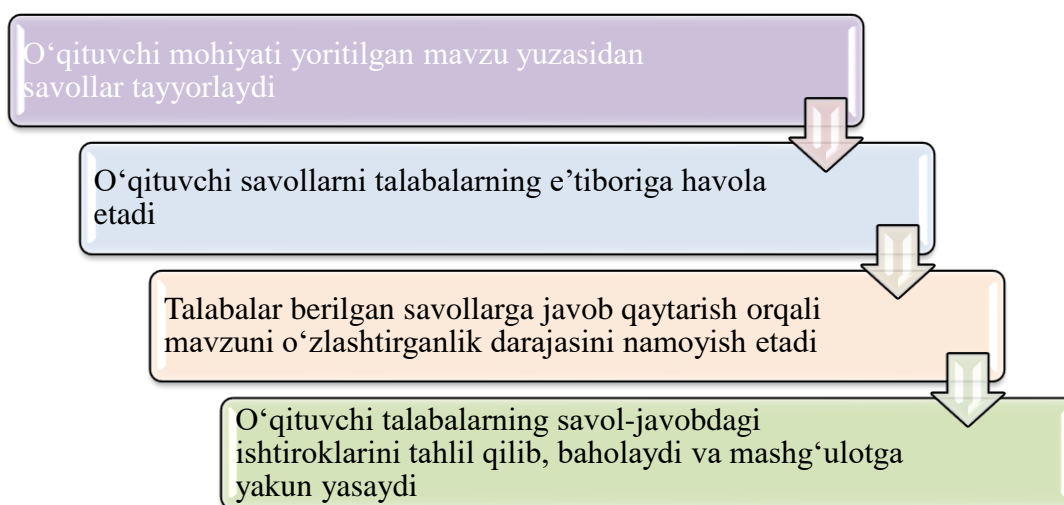 O‘qituvchi mohiyati yoritilgan mavzu yuzasidan
savollar tayyorlaydi
O‘qituvchi savollarni talabalarning e’tiboriga havola
etadi
Talabalar berilgan savollarga javob qaytarish orqali
mavzuni o‘zlashtirganlik darajasini namoyish etadi
O‘qituvchi talabalarning savol-javobdagi
ishtiroklarini tahlil qilib, baholaydi va mashg‘ulotga
yakun yasaydi